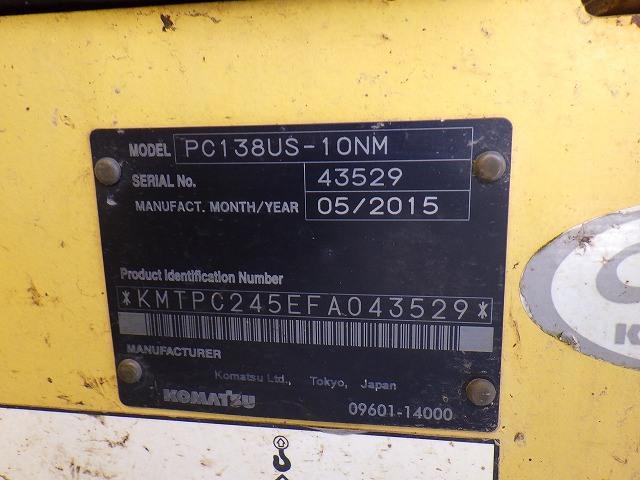 MODEL PC138US-10NM
SERIAL No. 43529
MANUFACT. MONTH/YEAR 05/2015
Product Identification Number
*KMTPC245EFA043529*
MANUFACTURER
Komatsu Ltd., Tokyo, Japan
KOMATSU 09601-14000
K